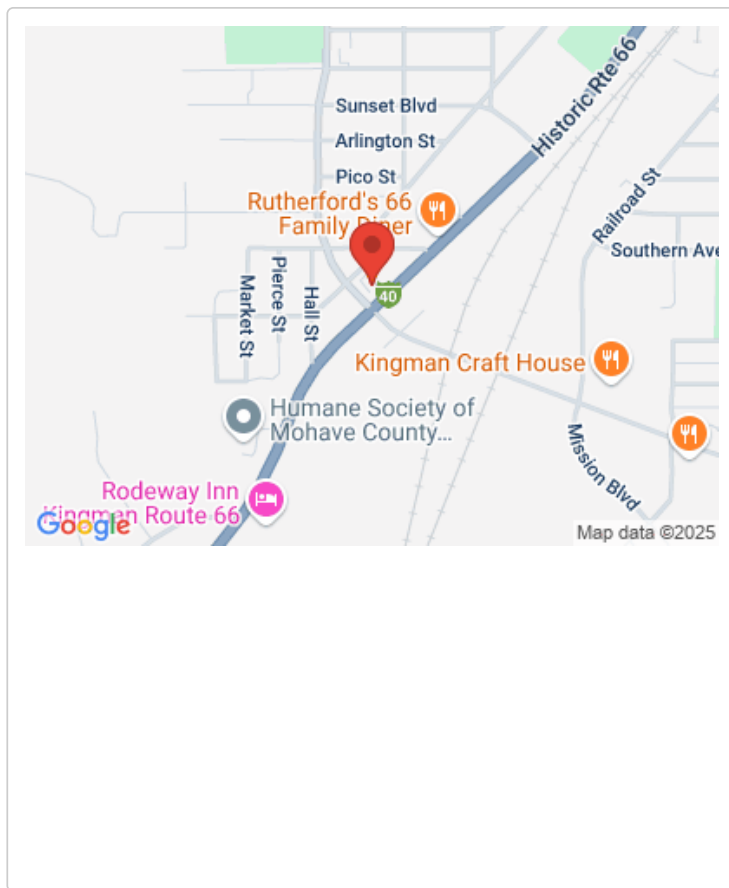 Sunset Blvd
Historic Rte 66
Arlington St
Pico St
Rutherford's 66
Family Diner
Railroad St
Southern Ave
Market St
Pierce St
Hall St
40
Kingman Craft House
Humane Society of
Mohave County...
Mission Blvd
Rodeway Inn
Kingman Route 66
Google
Map data ©2025